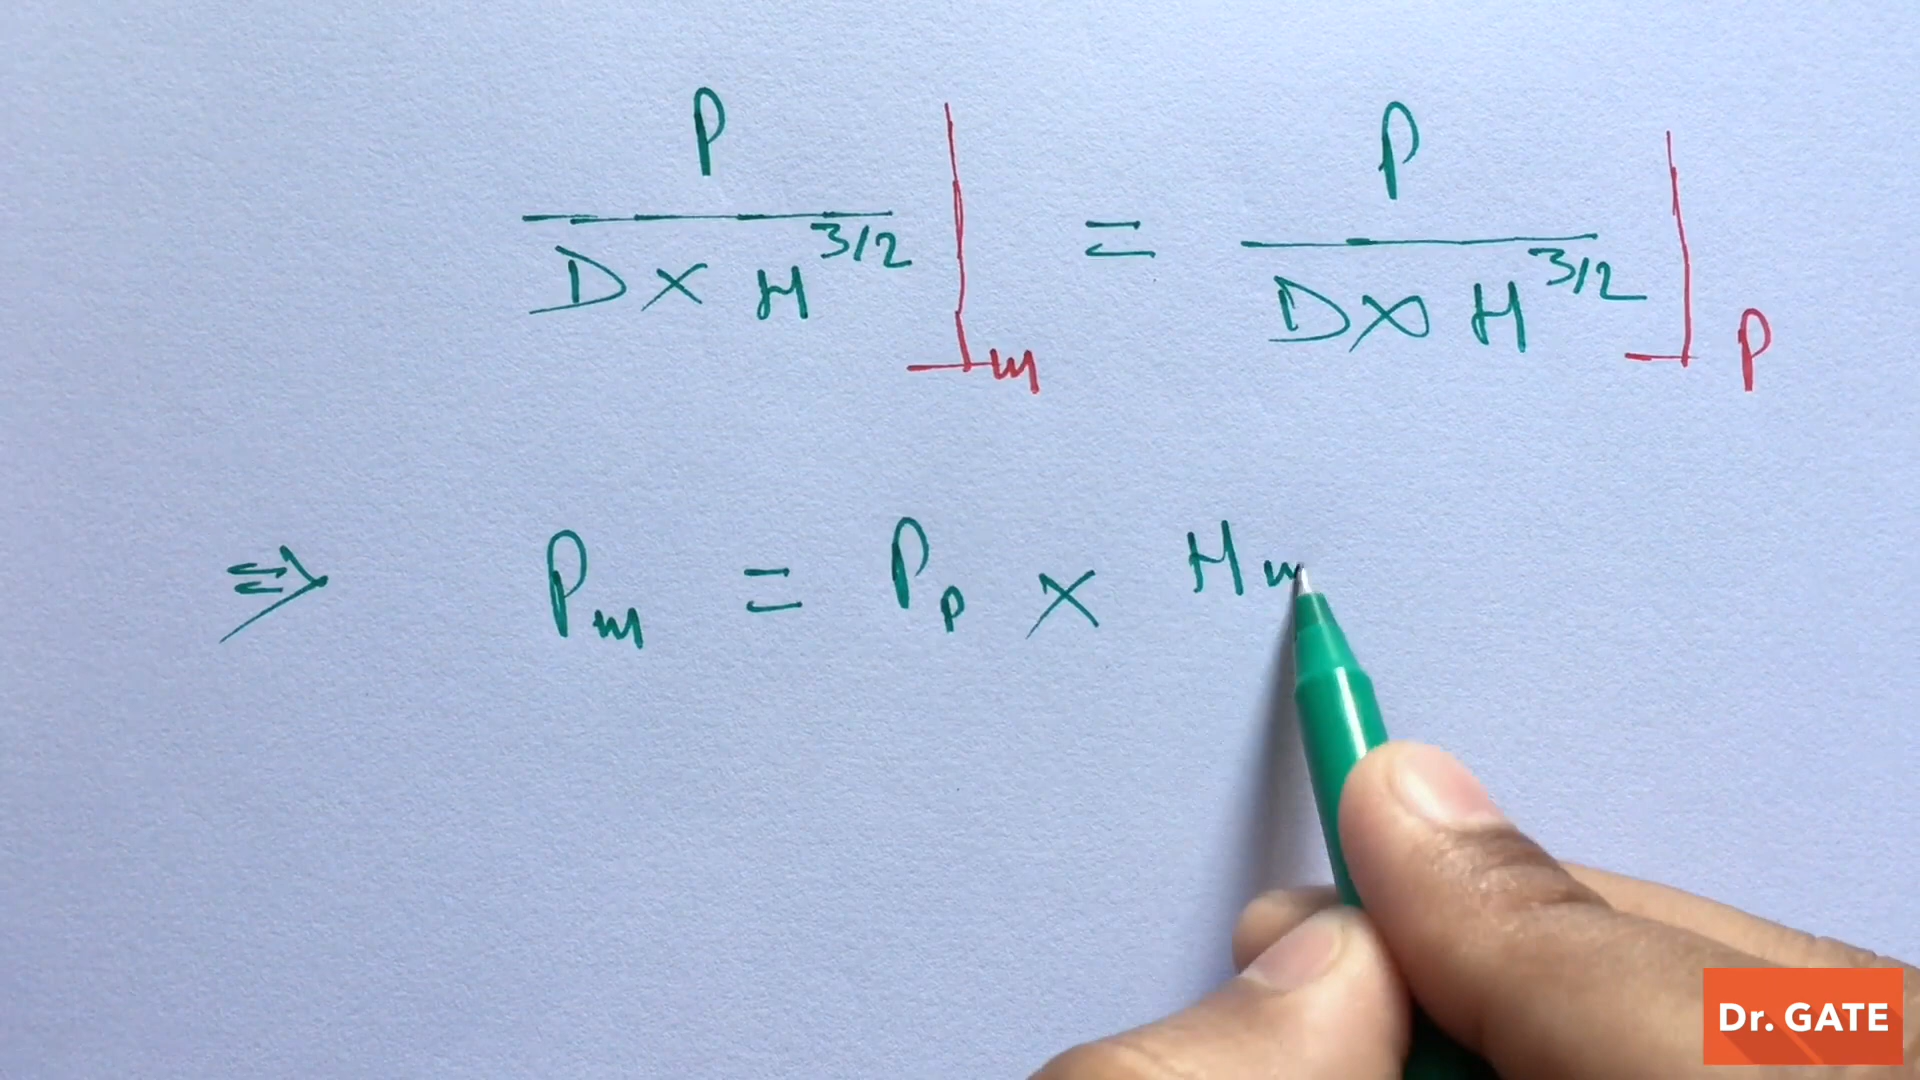 P / D × H^3/2 |m = P / D × H^3/2 |p
⇒ Pm = Pp × Hm
Dr. GATE